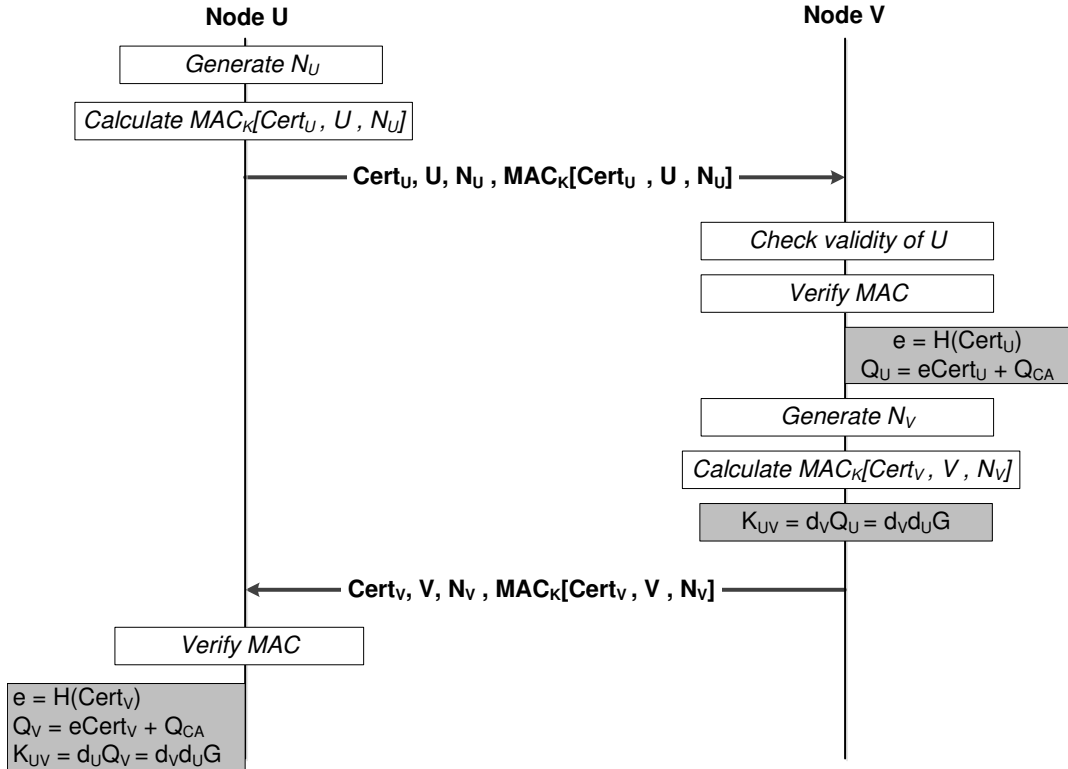 Node U
Node V
Generate N_U
Calculate MAC_K[Cert_U , U , N_U]
Cert_U, U, N_U , MAC_K[Cert_U , U , N_U]
Check validity of U
Verify MAC
e = H(Cert_U)
Q_U = eCert_U + Q_CA
Generate N_V
Calculate MAC_K[Cert_V , V , N_V]
K_UV = d_VQ_U = d_Vd_UG
Cert_V, V, N_V , MAC_K[Cert_V , V , N_V]
Verify MAC
e = H(Cert_V)
Q_V = eCert_V + Q_CA
K_UV = d_UQ_V = d_Vd_UG